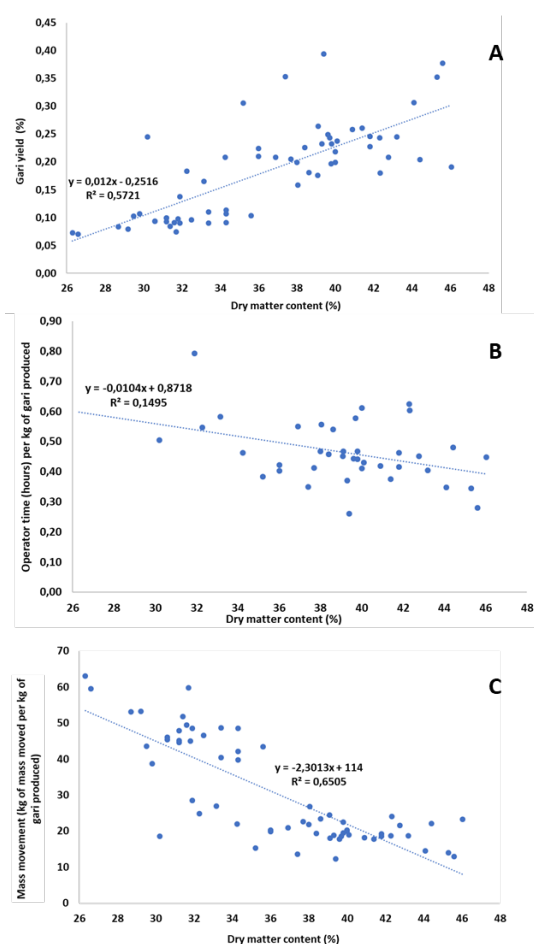 A
0,45
0,40
0,35
0,30
0,25
0,20
0,15
0,10
0,05
0,00
Gari yield (%)
y = 0,012x - 0,2516
R² = 0,5721
26 28 30 32 34 36 38 40 42 44 46 48
Dry matter content (%)
B
0,90
0,80
0,70
0,60
0,50
0,40
0,30
0,20
0,10
0,00
Operator time (hours) per kg of gari produced
y = -0,0104x + 0,8718
R² = 0,1495
26 28 30 32 34 36 38 40 42 44 46 48
Dry matter content (%)
C
70
60
50
40
30
20
10
0
Mass movement (kg of mass moved per kg of
gari produced)
y = -2,3013x + 114
R² = 0,6505
26 28 30 32 34 36 38 40 42 44 46 48
Dry matter content (%)